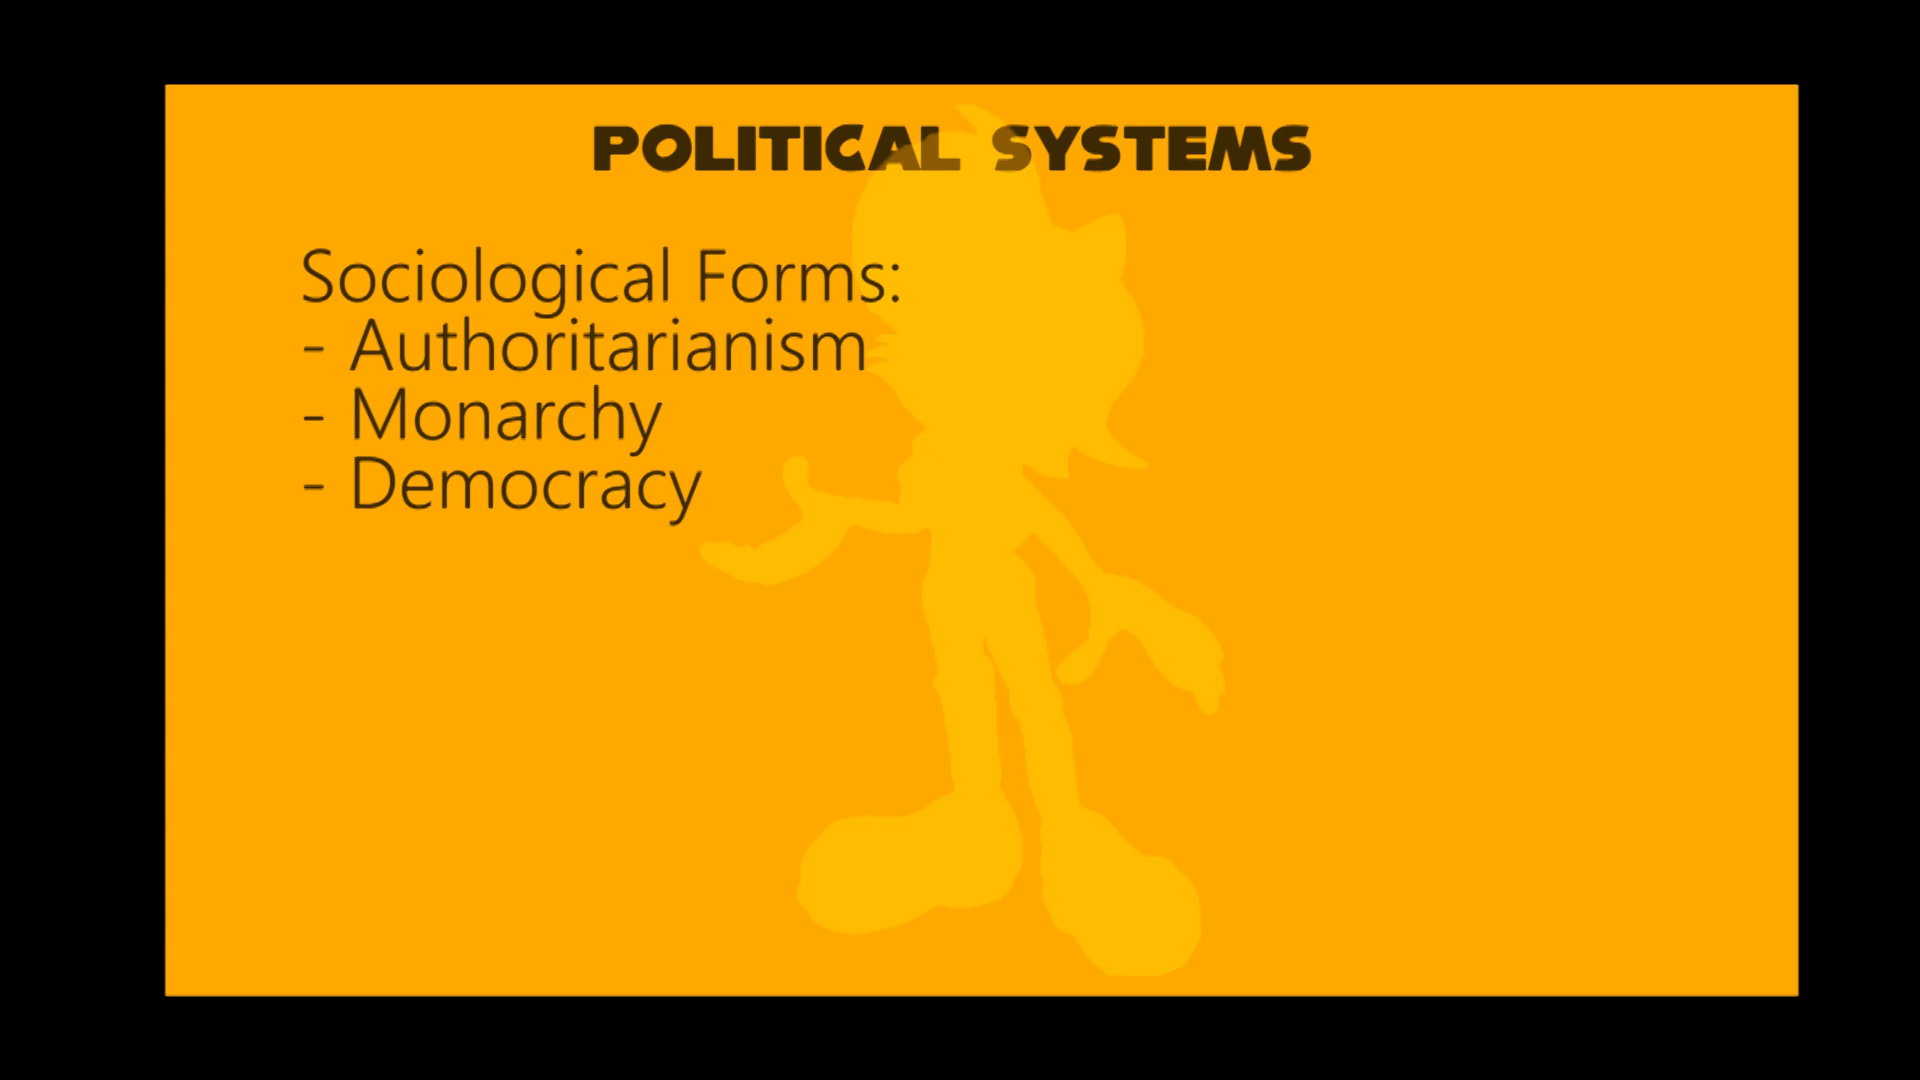 POLITICAL SYSTEMS
Sociological Forms:
- Authoritarianism
- Monarchy
- Democracy